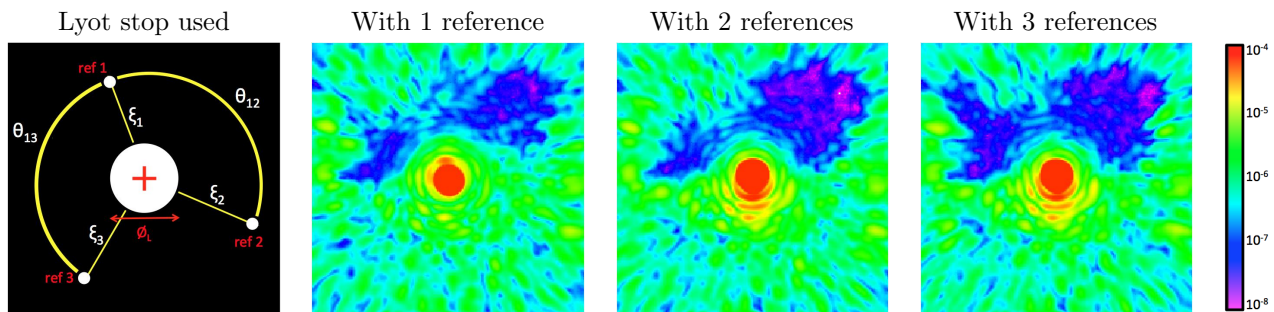 Lyot stop used
With 1 reference
With 2 references
With 3 references
ref 1
θ12
θ13
ξ1
ξ2
ξ3
ØL
ref 2
ref 3
10-4
10-5
10-6
10-7
10-8